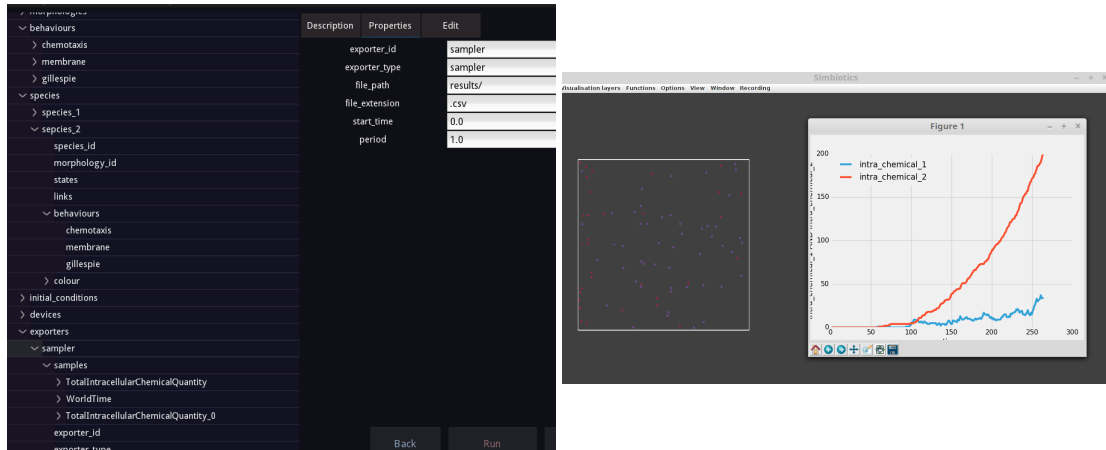 morphologies
behaviours
chemotaxis
membrane
gillespie
species
species_1
sepcies_2
species_id
morphology_id
states
links
behaviours
chemotaxis
membrane
gillespie
colour
initial_conditions
devices
exporters
sampler
samples
TotalIntracellularChemicalQuantity
WorldTime
TotalIntracellularChemicalQuantity_0
exporter_id
exporter_type
Description Properties Edit
exporter_id sampler
exporter_type sampler
file_path results/
file_extension .csv
start_time 0.0
period 1.0
Back Run
Simbiotics
Visualisation layers Functions Options View Window Recording
Figure 1
intra_chemical_1
intra_chemical_2
200
150
100
50
0
0 50 100 150 200 250 300